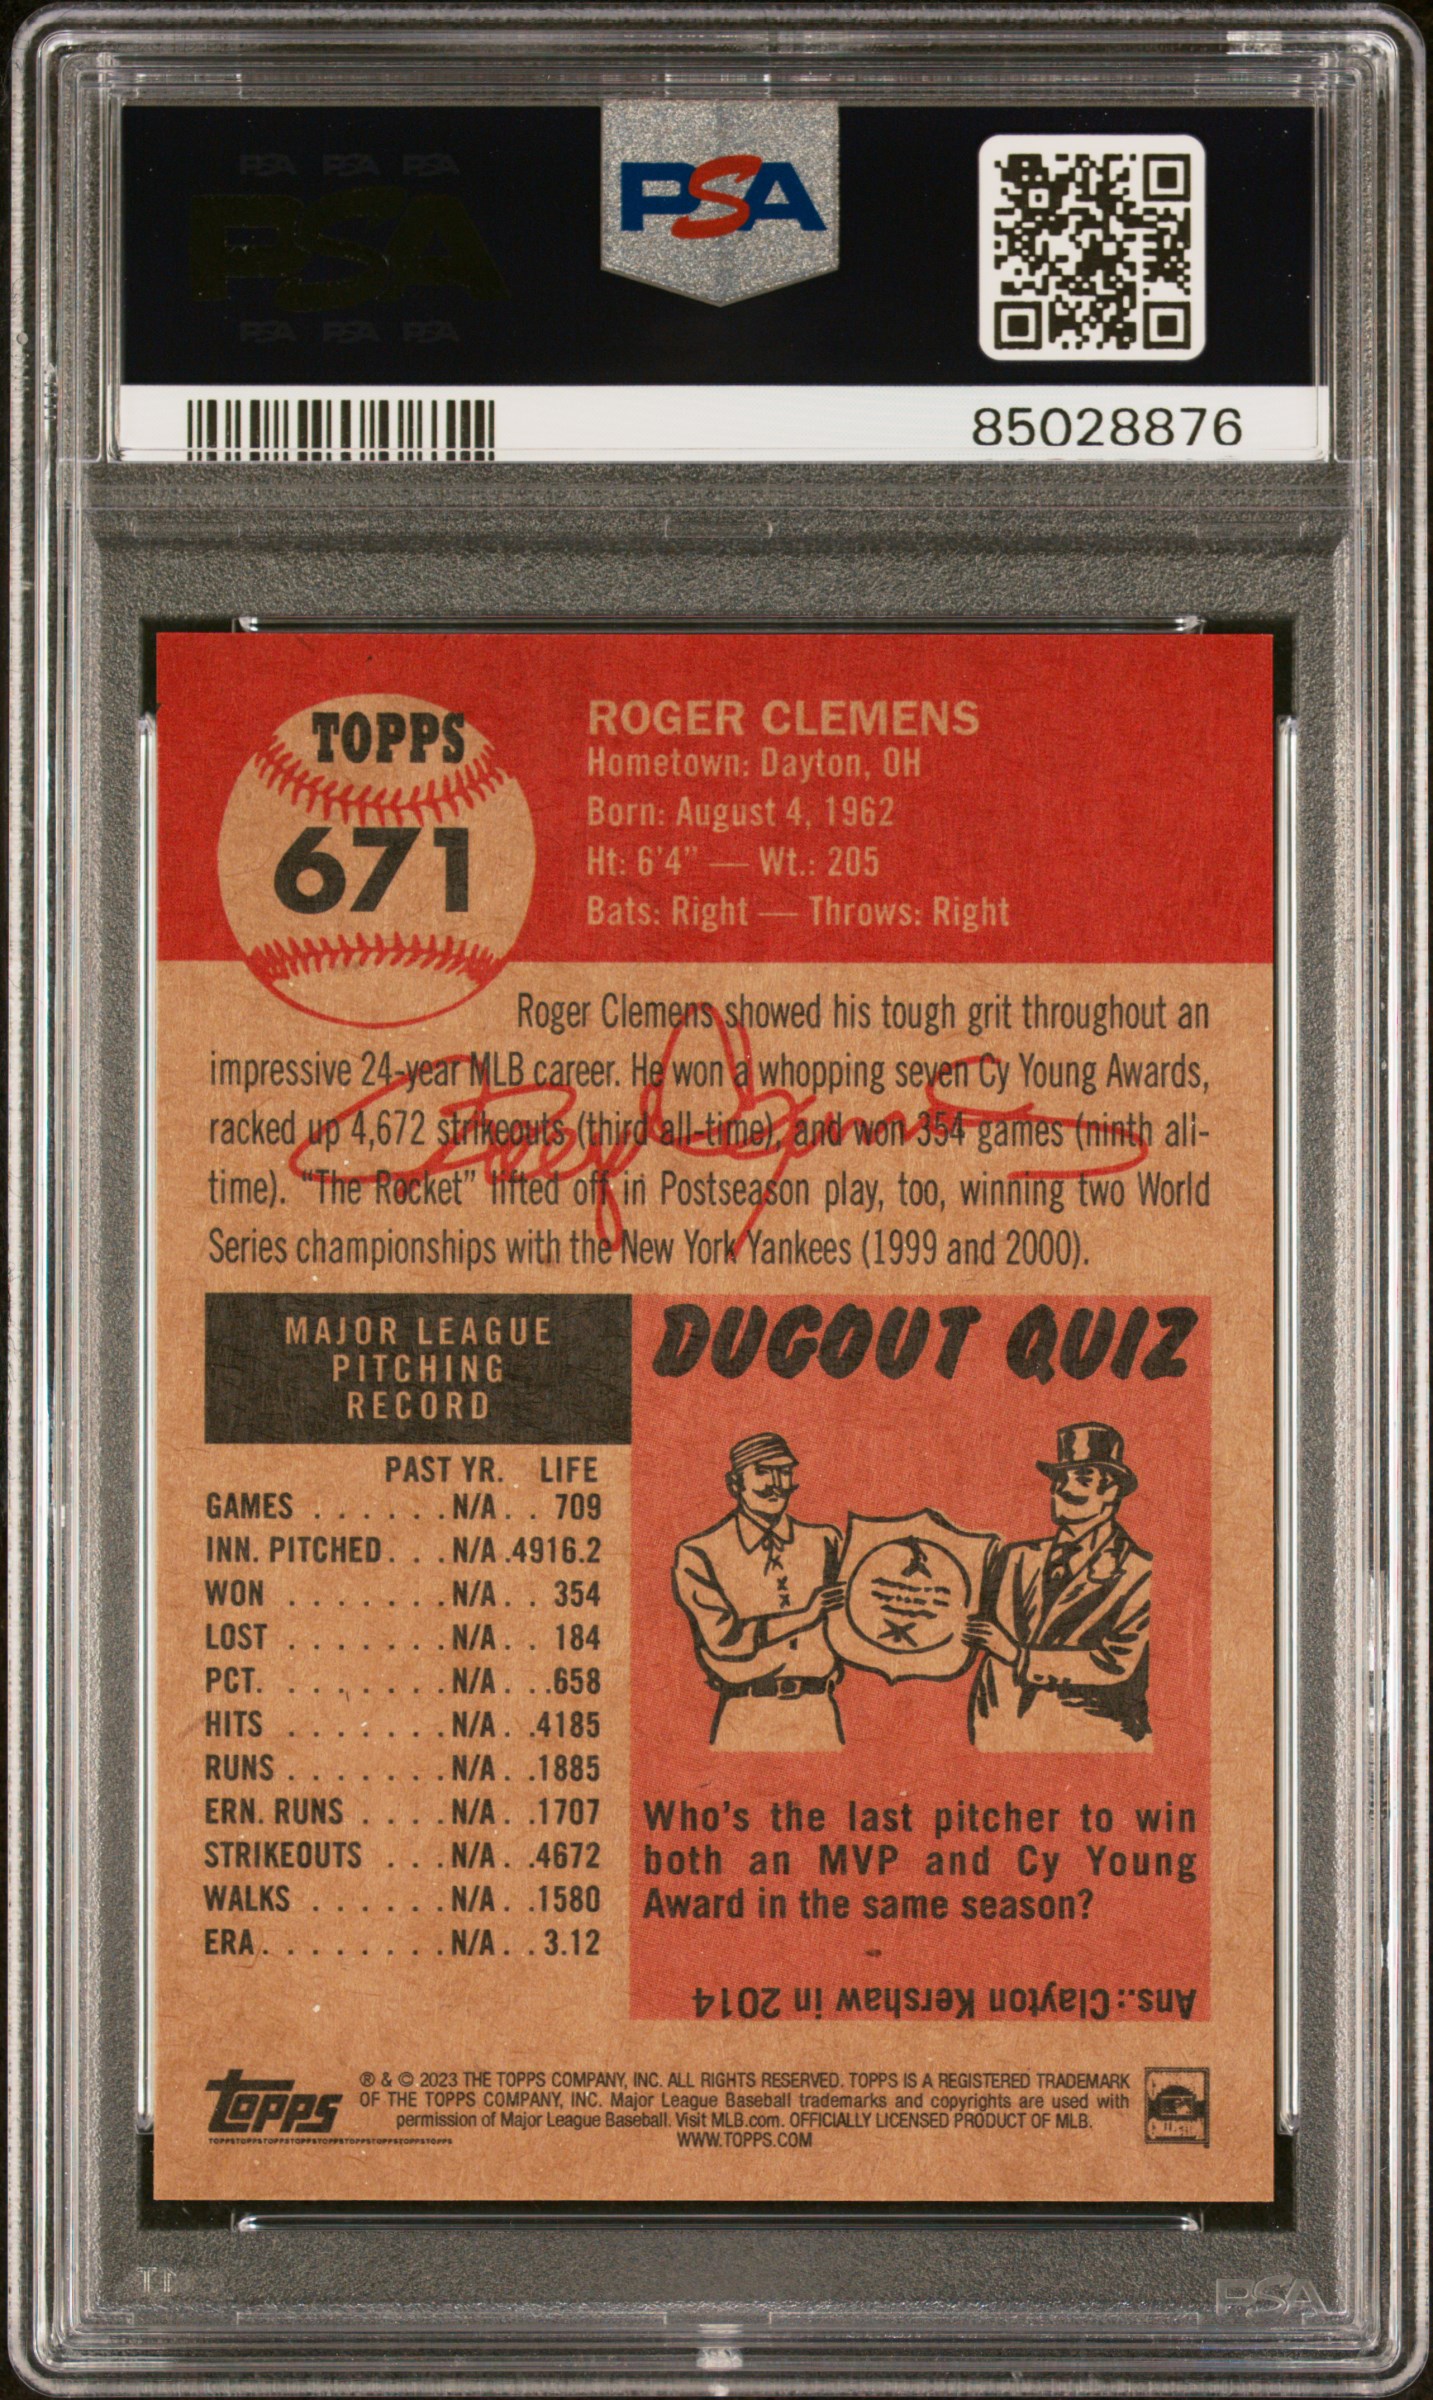 PSA PSA PSA
PSA
PSA
PSA PSA PSA
85028876
TOPPS
671
ROGER CLEMENS
Hometown: Dayton, OH
Born: August 4, 1962
Ht: 6'4" — Wt.: 205
Bats: Right — Throws: Right
Roger Clemens showed his tough grit throughout an
impressive 24-year MLB career. He won a whopping seven Cy Young Awards,
racked up 4,672 strikeouts (third all-time), and won 354 games (ninth all-
time). "The Rocket" lifted off in Postseason play, too, winning two World
Series championships with the New York Yankees (1999 and 2000).
MAJOR LEAGUE
PITCHING
RECORD
PAST YR. LIFE
GAMES . . . . . . N/A . . 709
INN. PITCHED . . . N/A .4916.2
WON . . . . . . . N/A . . 354
LOST . . . . . . . N/A . . 184
PCT. . . . . . . . N/A . . .658
HITS . . . . . . . N/A . .4185
RUNS . . . . . . . N/A . .1885
ERN. RUNS . . . . N/A . .1707
STRIKEOUTS . . . N/A . .4672
WALKS . . . . . . N/A . .1580
ERA . . . . . . . . N/A . . 3.12
DUGOUT QUIZ
Who's the last pitcher to win
both an MVP and Cy Young
Award in the same season?
Ans.:Clayton Kershaw in 2014
topps
TOPPSTOPPSTOPPSTOPPSTOPPSTOPPSTOPPSTOPPSTOPPS
® & © 2023 THE TOPPS COMPANY, INC. ALL RIGHTS RESERVED. TOPPS IS A REGISTERED TRADEMARK
OF THE TOPPS COMPANY, INC. Major League Baseball trademarks and copyrights are used with
permission of Major League Baseball. Visit MLB.com. OFFICIALLY LICENSED PRODUCT OF MLB.
WWW.TOPPS.COM
PSA